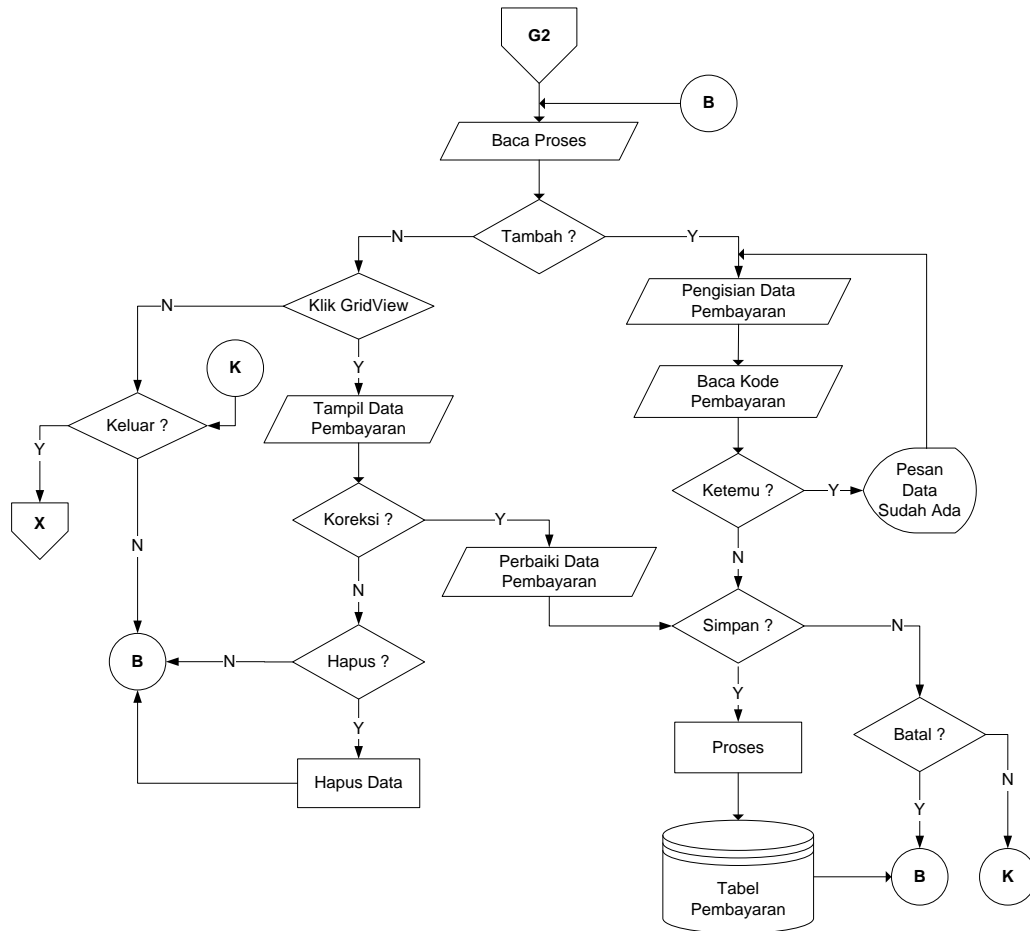 G2
B
Baca Proses
Tambah ?
N
Y
Klik GridView
N
Y
Pengisian Data
Pembayaran
K
Baca Kode
Pembayaran
Tampil Data
Pembayaran
Keluar ?
Y
N
X
Ketemu ?
Y
N
Pesan
Data
Sudah Ada
Koreksi ?
Y
N
Perbaiki Data
Pembayaran
Simpan ?
N
Y
B
N
Hapus ?
Y
Hapus Data
Proses
Batal ?
N
Y
Tabel
Pembayaran
B
K